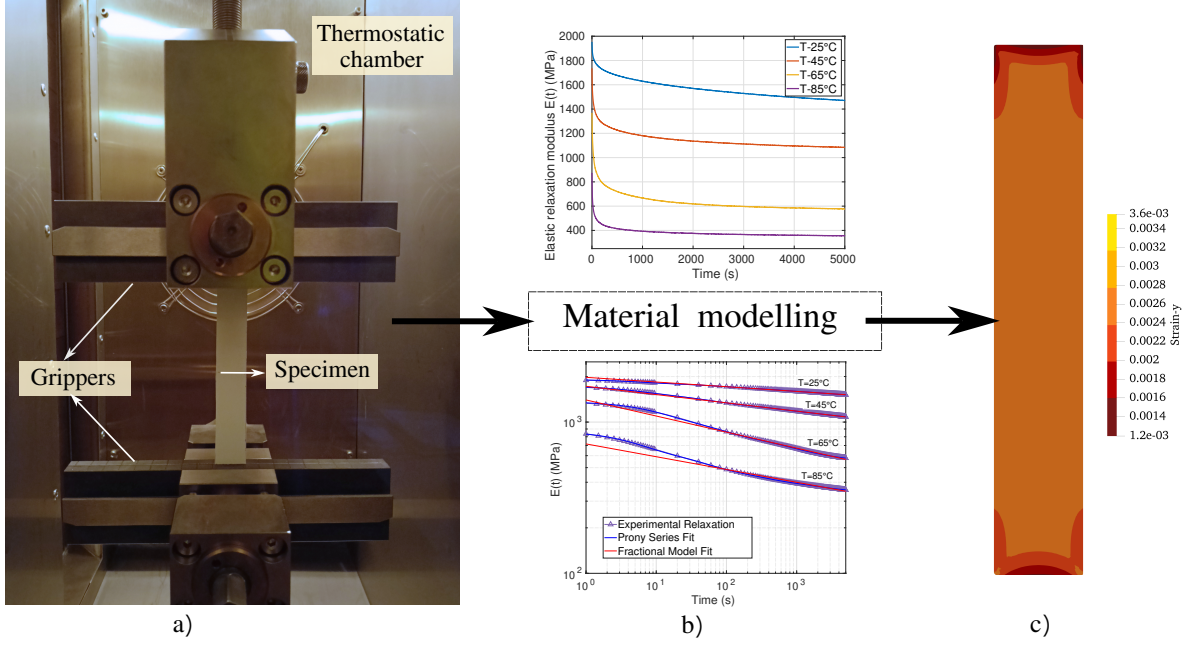 Thermostatic
chamber
Grippers
Specimen
a)
Elastic relaxation modulus E(t) (MPa)
2000
1800
1600
1400
1200
1000
800
600
400
T-25°C
T-45°C
T-65°C
T-85°C
0
1000
2000
3000
4000
5000
Time (s)
Material modelling
E(t) (MPa)
10³
10²
T=25°C
T=45°C
T=65°C
T=85°C
Experimental Relaxation
Prony Series Fit
Fractional Model Fit
10⁰
10¹
10²
10³
Time (s)
b)
3.6e-03
0.0034
0.0032
0.003
0.0028
0.0026
0.0024
0.0022
0.002
0.0018
0.0016
0.0014
1.2e-03
Strain-y
c)